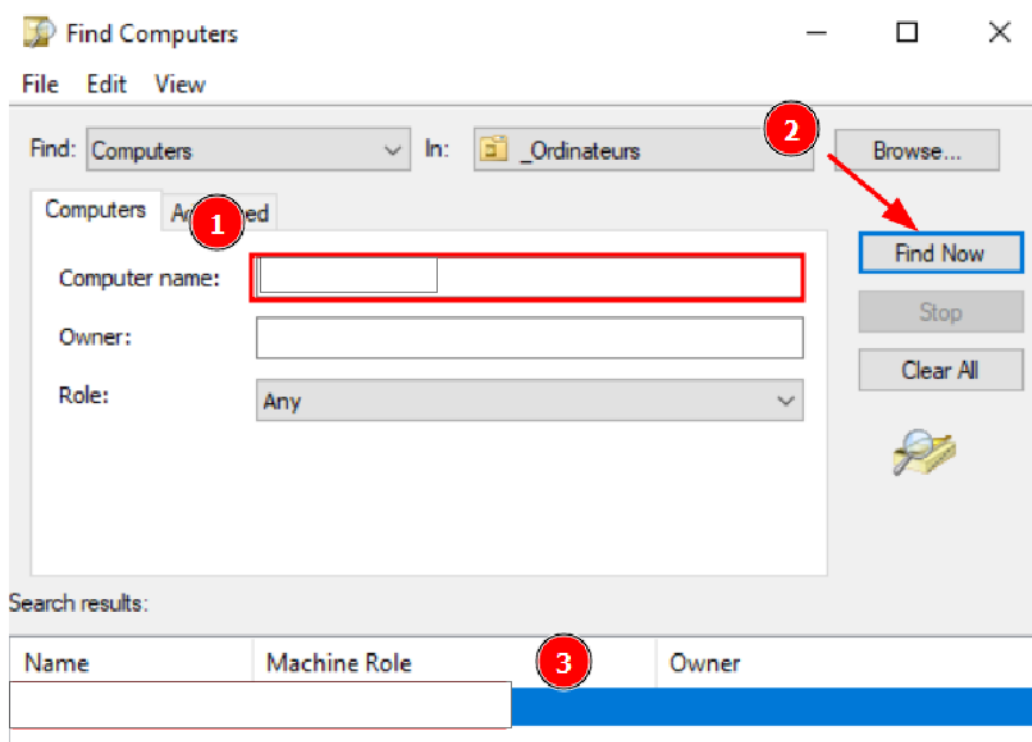 Find Computers
File Edit View
Find: Computers In: _Ordinateurs 2 Browse...
Computers 1
Find Now
Computer name:
Stop
Owner:
Clear All
Role: Any
Search results:
Name Machine Role 3 Owner